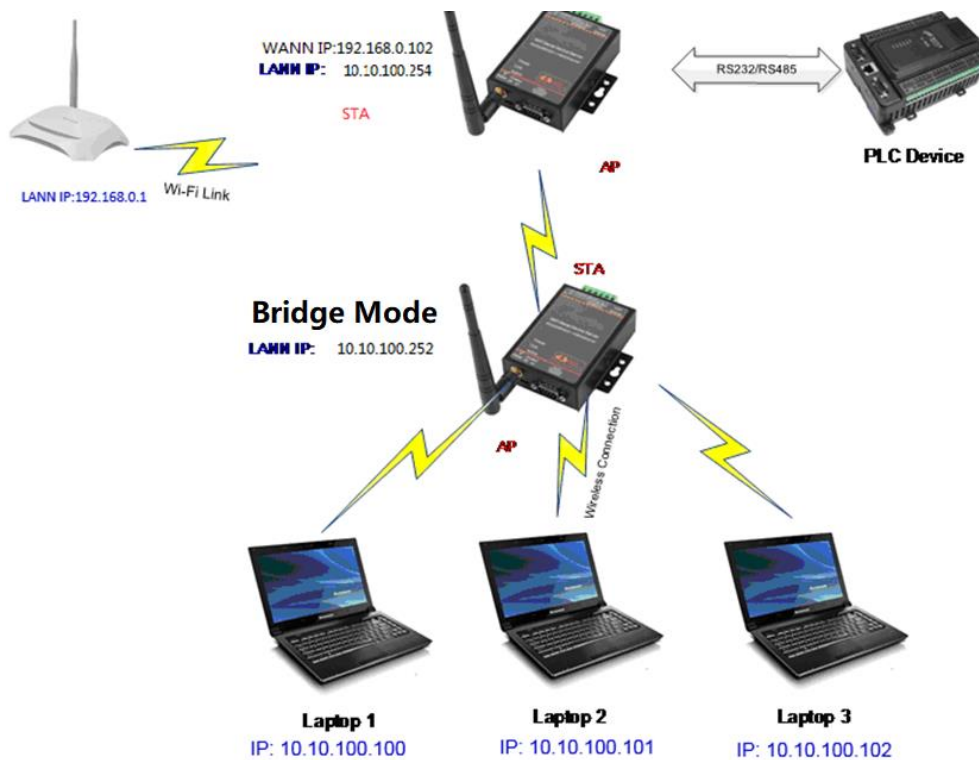 WANN IP:192.168.0.102
LANN IP: 10.10.100.254
STA
RS232/RS485
PLC Device
AP
LANN IP:192.168.0.1
Wi-Fi Link
STA
Bridge Mode
LANN IP: 10.10.100.252
AP
Wireless Connection
Laptop 1
Laptop 2
Laptop 3
IP: 10.10.100.100
IP: 10.10.100.101
IP: 10.10.100.102